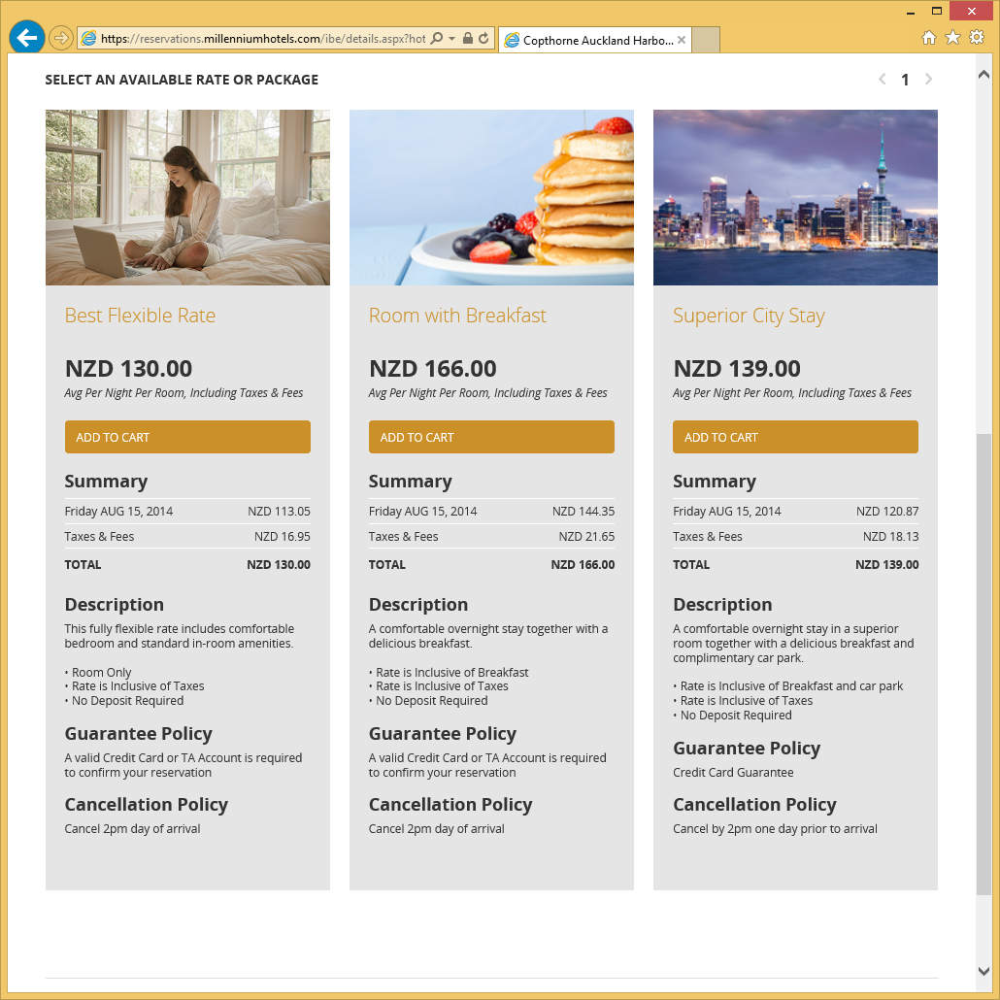 https://reservations.millenniumhotels.com/ibe/details.aspx?hot
Copthorne Auckland Harbo...
SELECT AN AVAILABLE RATE OR PACKAGE
1
Best Flexible Rate
NZD 130.00
Avg Per Night Per Room, Including Taxes & Fees
ADD TO CART
Summary
Friday AUG 15, 2014 NZD 113.05
Taxes & Fees NZD 16.95
TOTAL NZD 130.00
Description
This fully flexible rate includes comfortable
bedroom and standard in-room amenities.
• Room Only
• Rate is Inclusive of Taxes
• No Deposit Required
Guarantee Policy
A valid Credit Card or TA Account is required
to confirm your reservation
Cancellation Policy
Cancel 2pm day of arrival
Room with Breakfast
NZD 166.00
Avg Per Night Per Room, Including Taxes & Fees
ADD TO CART
Summary
Friday AUG 15, 2014 NZD 144.35
Taxes & Fees NZD 21.65
TOTAL NZD 166.00
Description
A comfortable overnight stay together with a
delicious breakfast.
• Rate is Inclusive of Breakfast
• Rate is Inclusive of Taxes
• No Deposit Required
Guarantee Policy
A valid Credit Card or TA Account is required
to confirm your reservation
Cancellation Policy
Cancel 2pm day of arrival
Superior City Stay
NZD 139.00
Avg Per Night Per Room, Including Taxes & Fees
ADD TO CART
Summary
Friday AUG 15, 2014 NZD 120.87
Taxes & Fees NZD 18.13
TOTAL NZD 139.00
Description
A comfortable overnight stay in a superior
room together with a delicious breakfast and
complimentary car park.
• Rate is Inclusive of Breakfast and car park
• Rate is Inclusive of Taxes
• No Deposit Required
Guarantee Policy
Credit Card Guarantee
Cancellation Policy
Cancel by 2pm one day prior to arrival